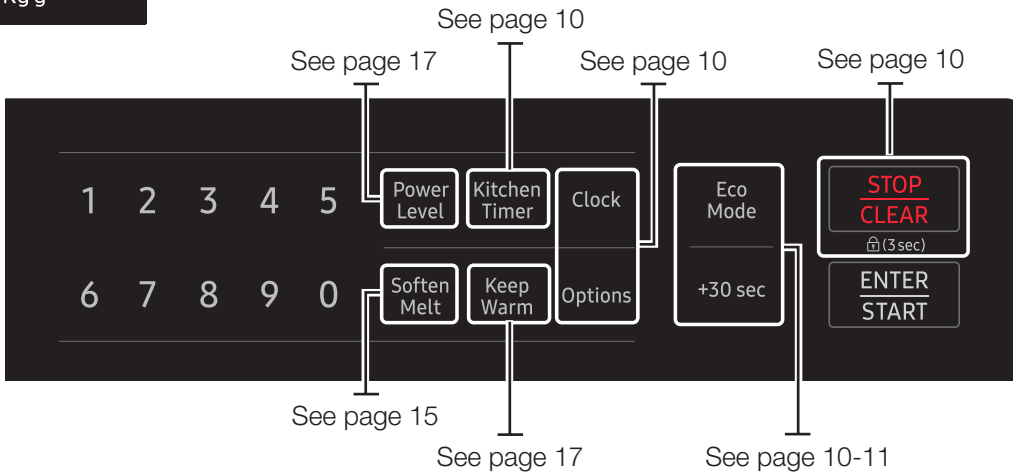 See page 10
See page 17
See page 10
See page 10
1 2 3 4 5
Power
Level
Kitchen
Timer
Clock
Eco
Mode
STOP
CLEAR
(3 sec)
6 7 8 9 0
Soften
Melt
Keep
Warm
Options
+30 sec
ENTER
START
See page 15
See page 17
See page 10-11